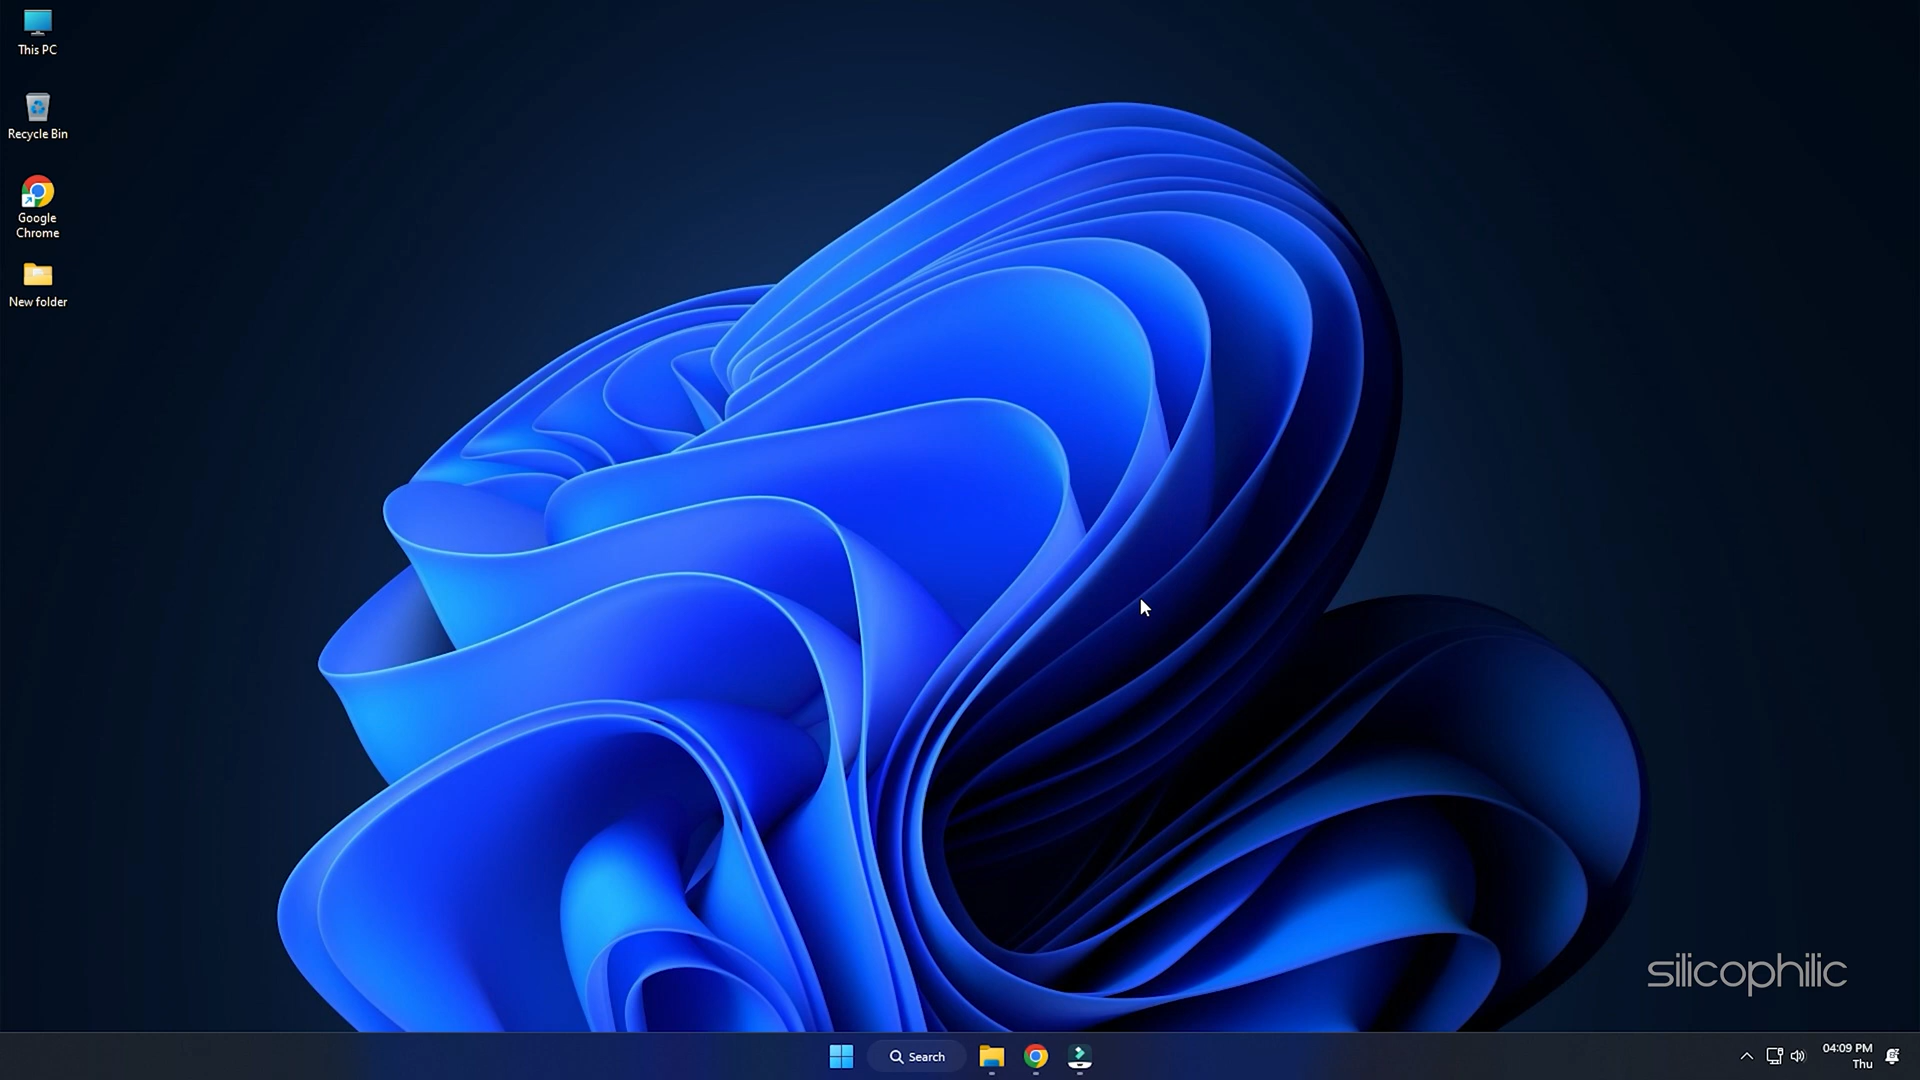 This PC
Recycle Bin
Google
Chrome
New folder
silicophilic
Search
04:09 PM
Thu